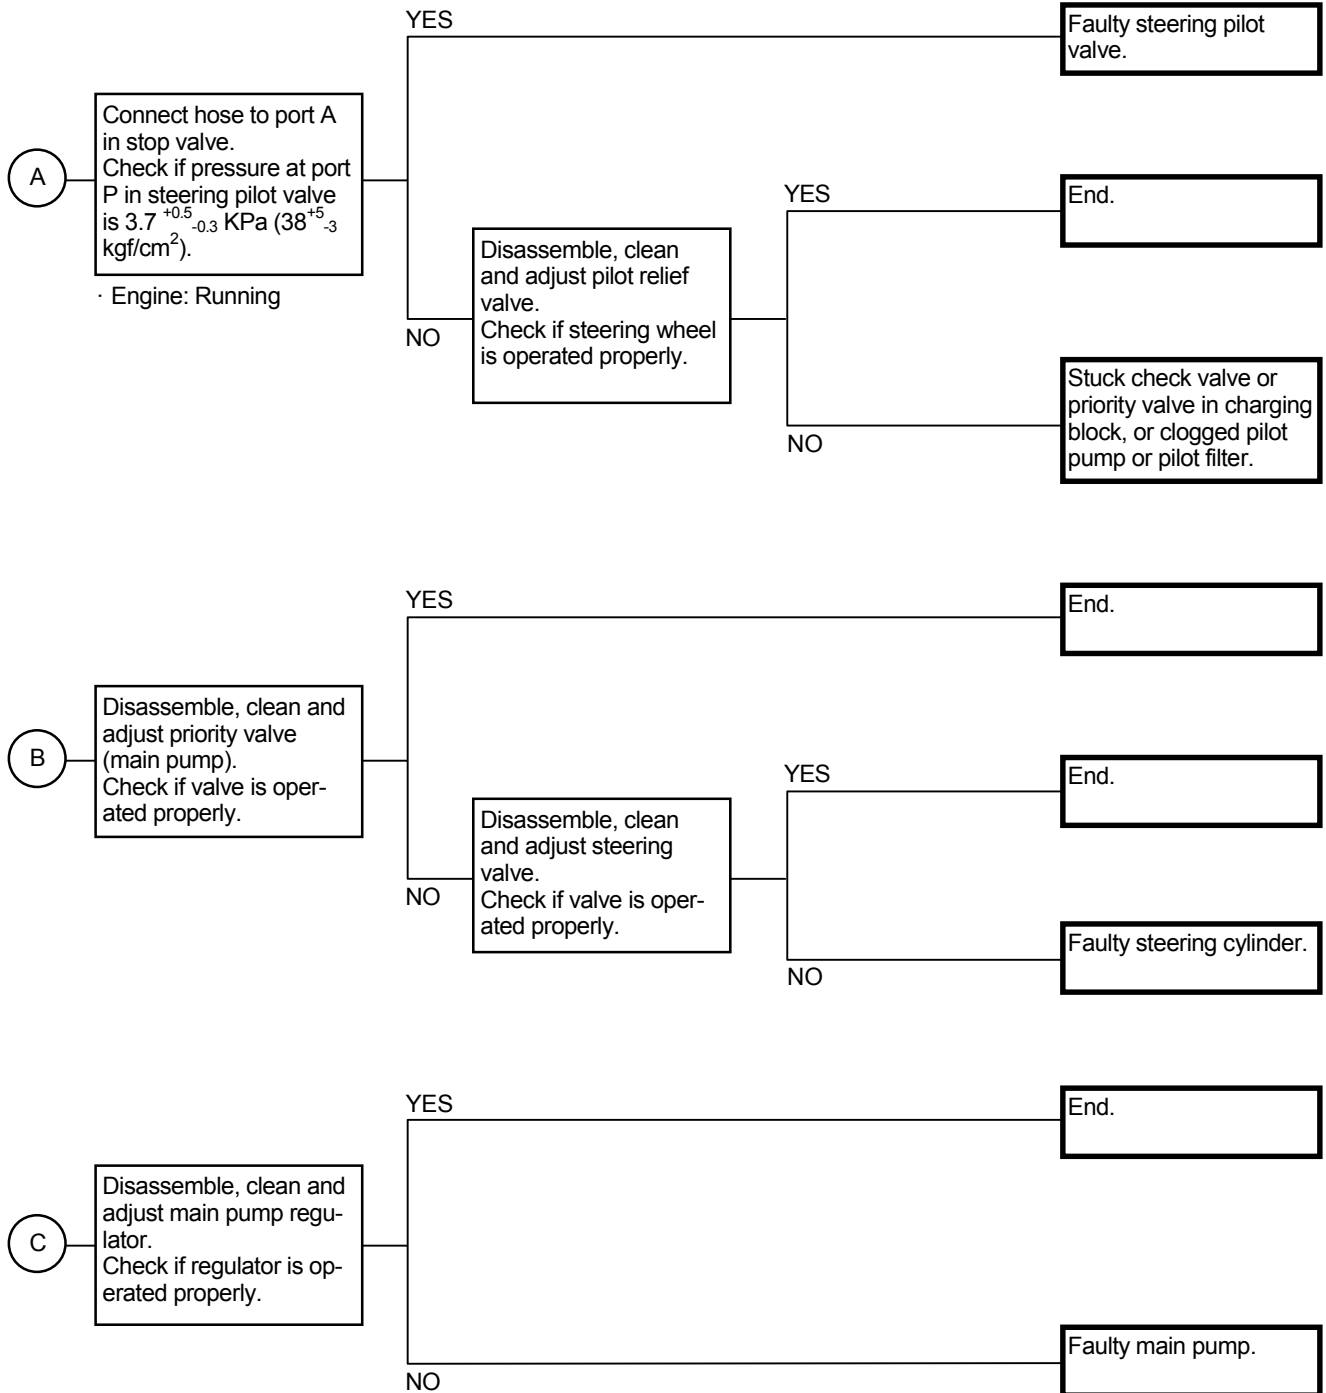 YES
Faulty steering pilot
valve.
A
Connect hose to port A
in stop valve.
Check if pressure at port
P in steering pilot valve
is 3.7 +0.5 -0.3 KPa (38+5 -3
kgf/cm2).
· Engine: Running
NO
Disassemble, clean
and adjust pilot relief
valve.
Check if steering wheel
is operated properly.
YES
End.
NO
Stuck check valve or
priority valve in charging
block, or clogged pilot
pump or pilot filter.
YES
End.
B
Disassemble, clean and
adjust priority valve
(main pump).
Check if valve is oper-
ated properly.
NO
Disassemble, clean
and adjust steering
valve.
Check if valve is oper-
ated properly.
YES
End.
NO
Faulty steering cylinder.
YES
End.
C
Disassemble, clean and
adjust main pump regu-
lator.
Check if regulator is op-
erated properly.
NO
Faulty main pump.